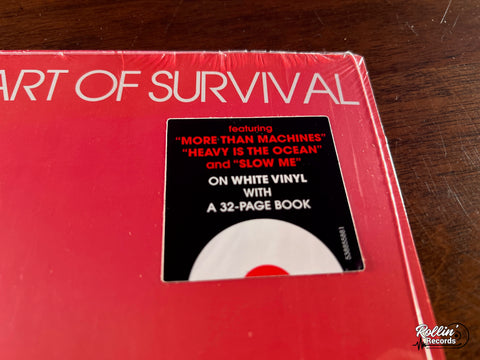 ART OF SURVIVAL
featuring
"MORE THAN MACHINES"
"HEAVY IS THE OCEAN"
and "SLOW ME"
ON WHITE VINYL
WITH
A 32-PAGE BOOK
538805881
Rollin'
Records